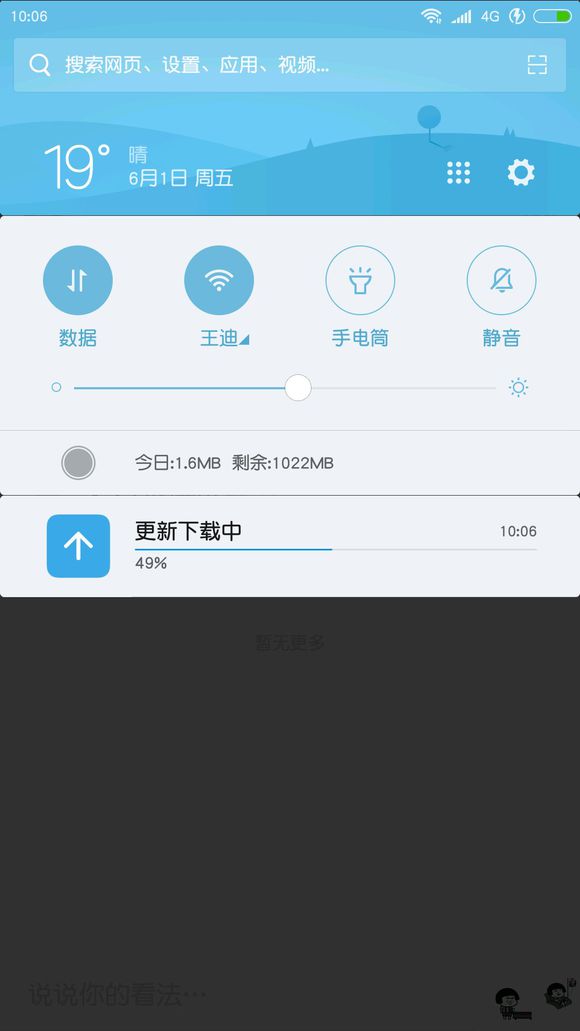 10:06 4G
搜索网页、设置、应用、视频...
19° 晴
6月1日 周五
数据 王迪 手电筒 静音
今日:1.6MB 剩余:1022MB
更新下载中 10:06
49%
暂无更多
说说你的看法…